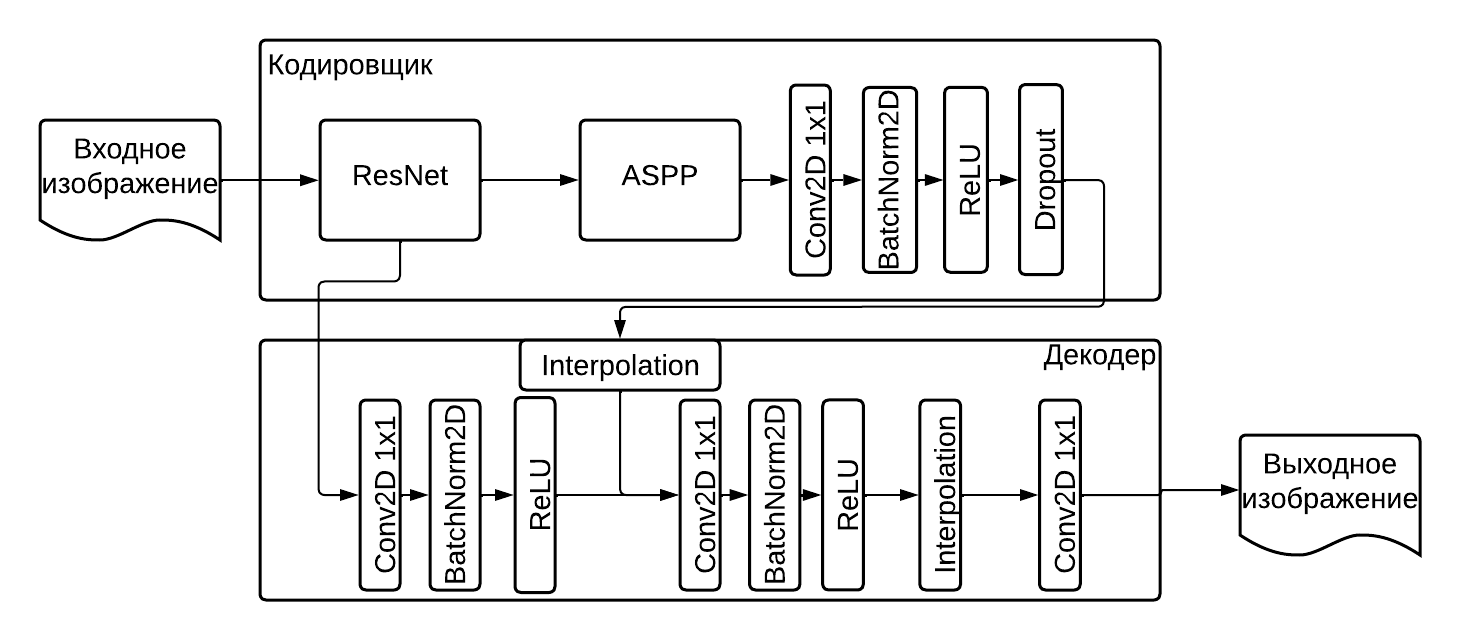 Кодировщик
Входное
изображение
ResNet
ASPP
Conv2D 1x1
BatchNorm2D
ReLU
Dropout
Декодер
Interpolation
Conv2D 1x1
BatchNorm2D
ReLU
Conv2D 1x1
BatchNorm2D
ReLU
Interpolation
Conv2D 1x1
Выходное
изображение